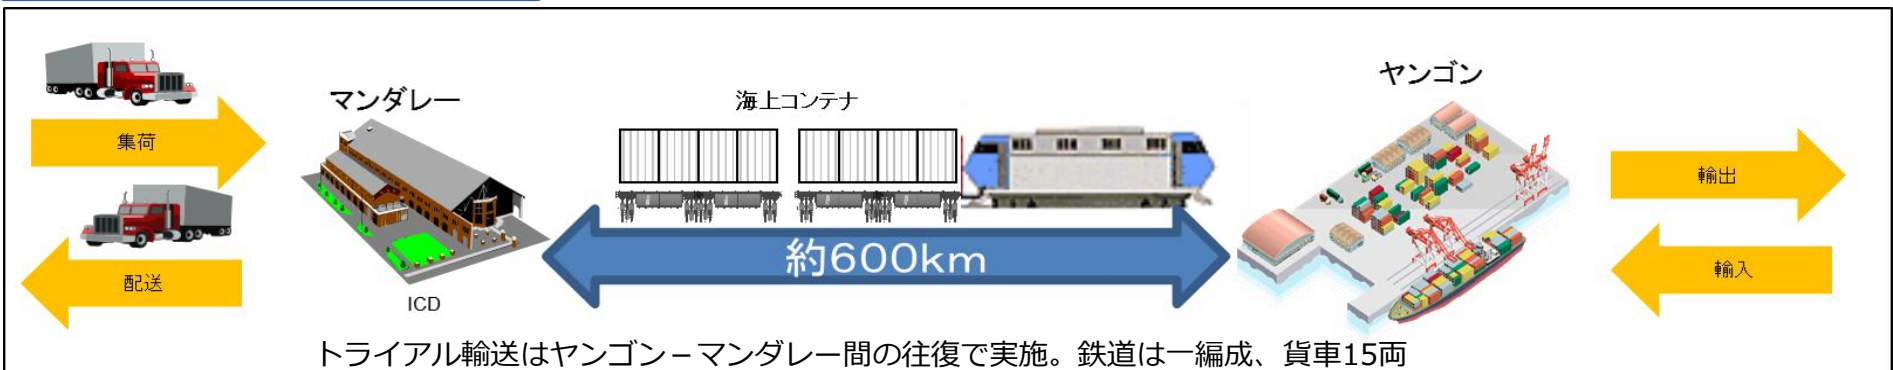 集荷
配送
マンダレー
ICD
海上コンテナ
約600km
ヤンゴン
輸出
輸入
トライアル輸送はヤンゴン－マンダレー間の往復で実施。鉄道は一編成、貨車15両